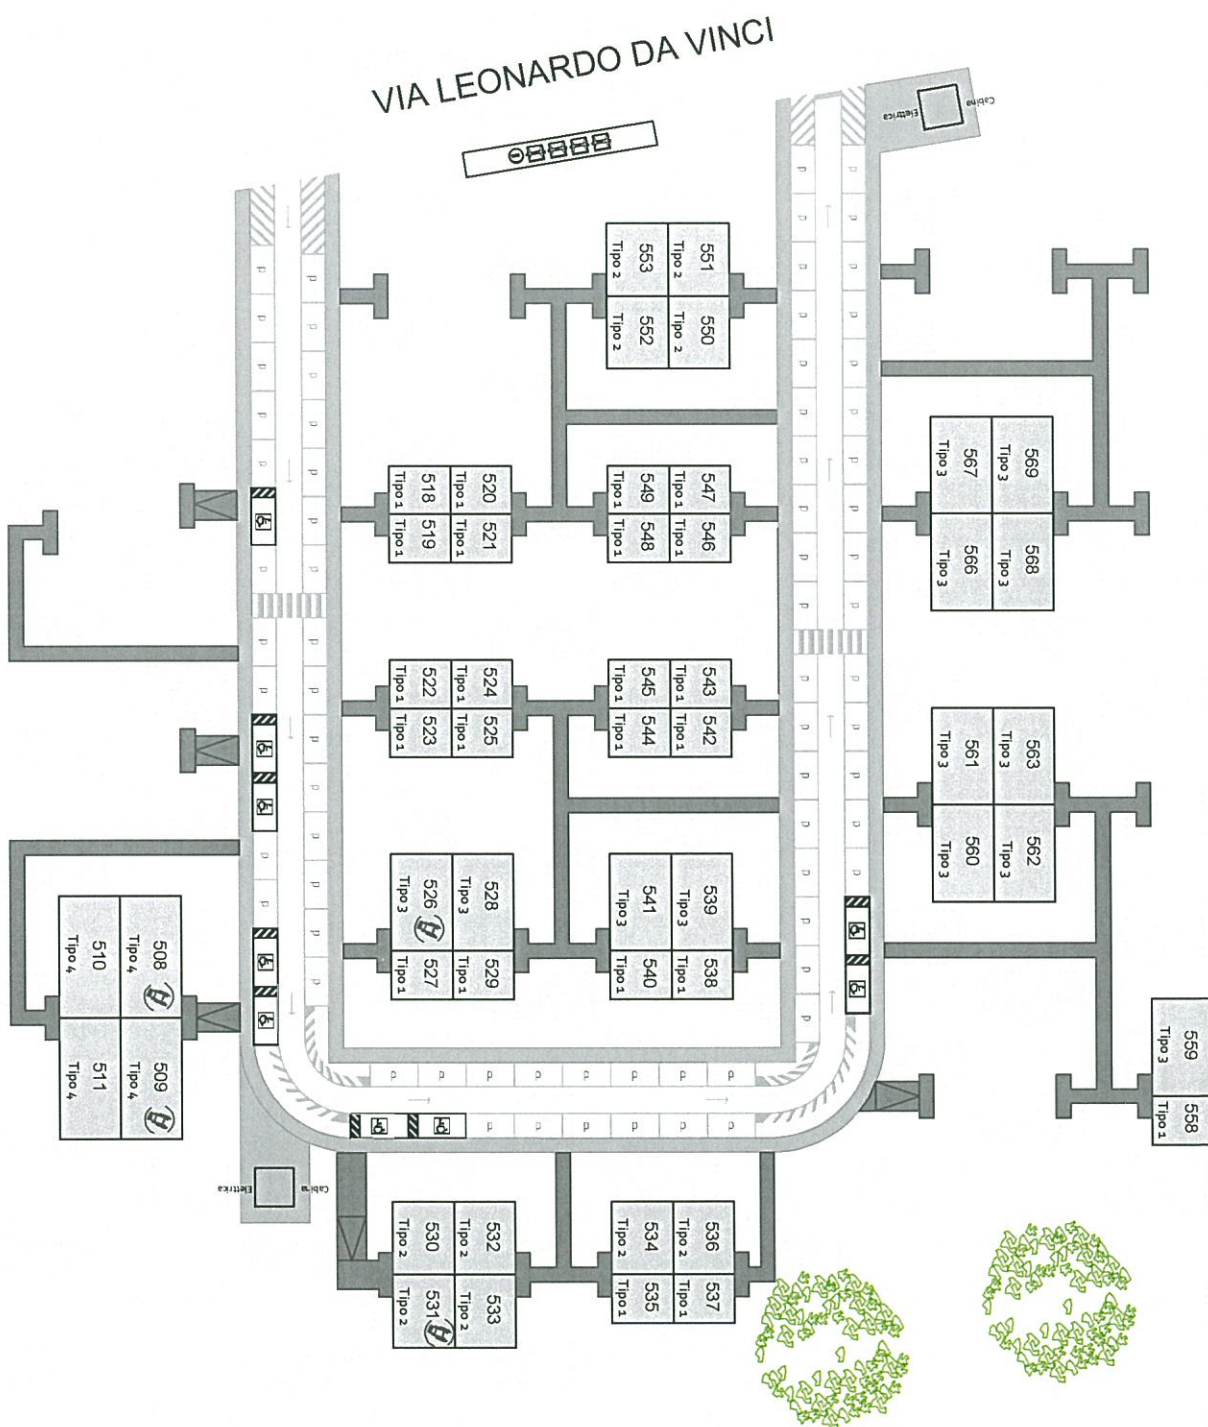 VIA LEONARDO DA VINCI
Cabina
Elettrica
551
Tipo 2
553
Tipo 2
550
Tipo 2
552
Tipo 2
569
Tipo 3
567
Tipo 3
568
Tipo 3
566
Tipo 3
520
Tipo 1
518
Tipo 1
521
Tipo 1
519
Tipo 1
547
Tipo 1
549
Tipo 1
546
Tipo 1
548
Tipo 1
524
Tipo 1
522
Tipo 1
525
Tipo 1
523
Tipo 1
543
Tipo 1
545
Tipo 1
542
Tipo 1
544
Tipo 1
563
Tipo 3
561
Tipo 3
562
Tipo 3
560
Tipo 3
528
Tipo 3
526
Tipo 3
529
Tipo 1
527
Tipo 1
539
Tipo 3
541
Tipo 3
538
Tipo 1
540
Tipo 1
508
Tipo 4
510
Tipo 4
509
Tipo 4
511
Tipo 4
559
Tipo 3
558
Tipo 1
Cabina
Elettrica
532
Tipo 2
530
Tipo 2
533
Tipo 2
531
Tipo 2
536
Tipo 2
534
Tipo 2
537
Tipo 1
535
Tipo 1